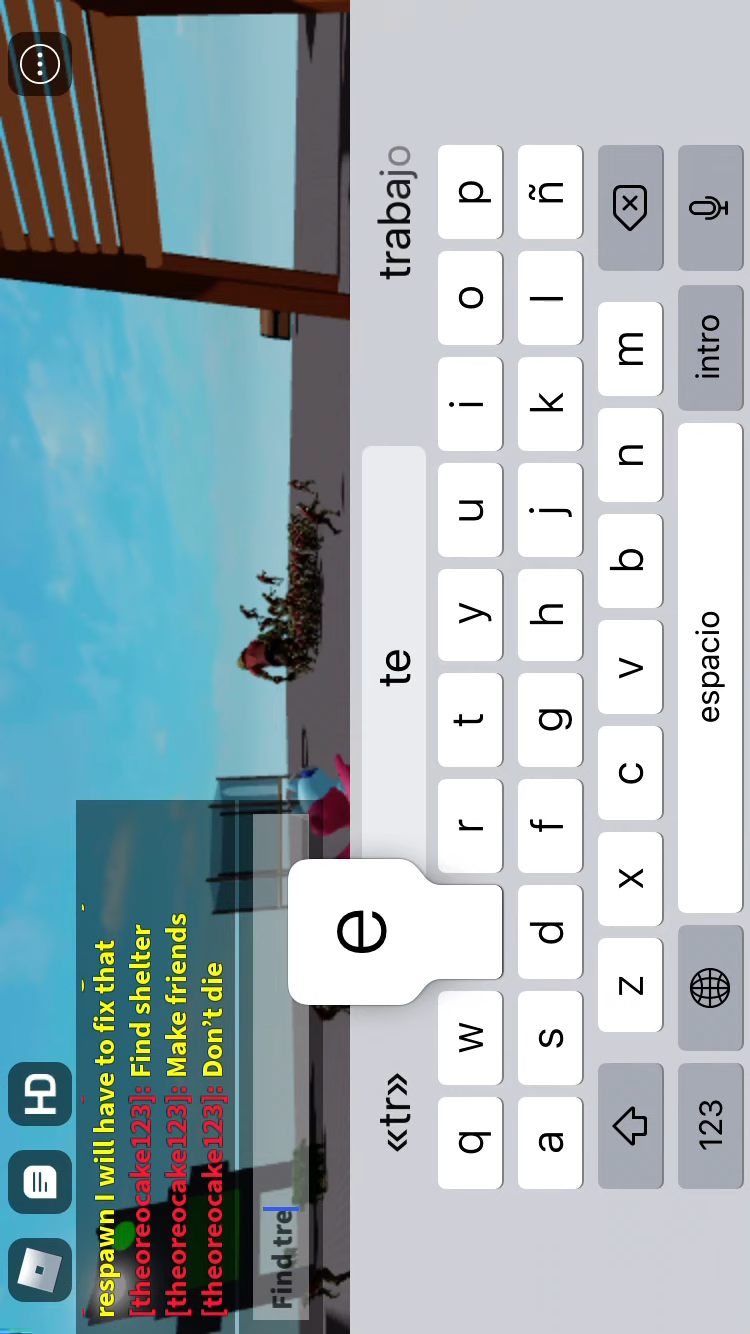 HD
respawn I will have to fix that
[theoreocake123]: Find shelter
[theoreocake123]: Make friends
[theoreocake123]: Don't die
Find tre
«tr» te trabajo
q w e r t y u i o p
a s d f g h j k l ñ
z x c v b n m
123 espacio intro